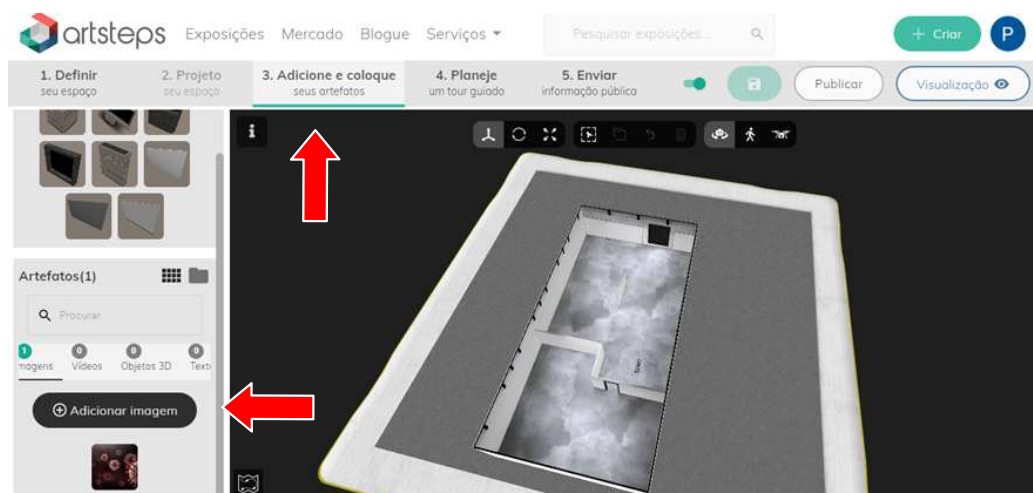 artsteps Exposições Mercado Blogue Serviços Pesquisar exposições... + Criar P
1. Definir
seu espaço
2. Projeto
seu espaço
3. Adicione e coloque
seus artefatos
4. Planeje
um tour guiado
5. Enviar
informação pública
Publicar
Visualização
i
Artefatos(1)
Procurar
1 0 0 0
magens Vídeos Objetos 3D Text
Adicionar imagem